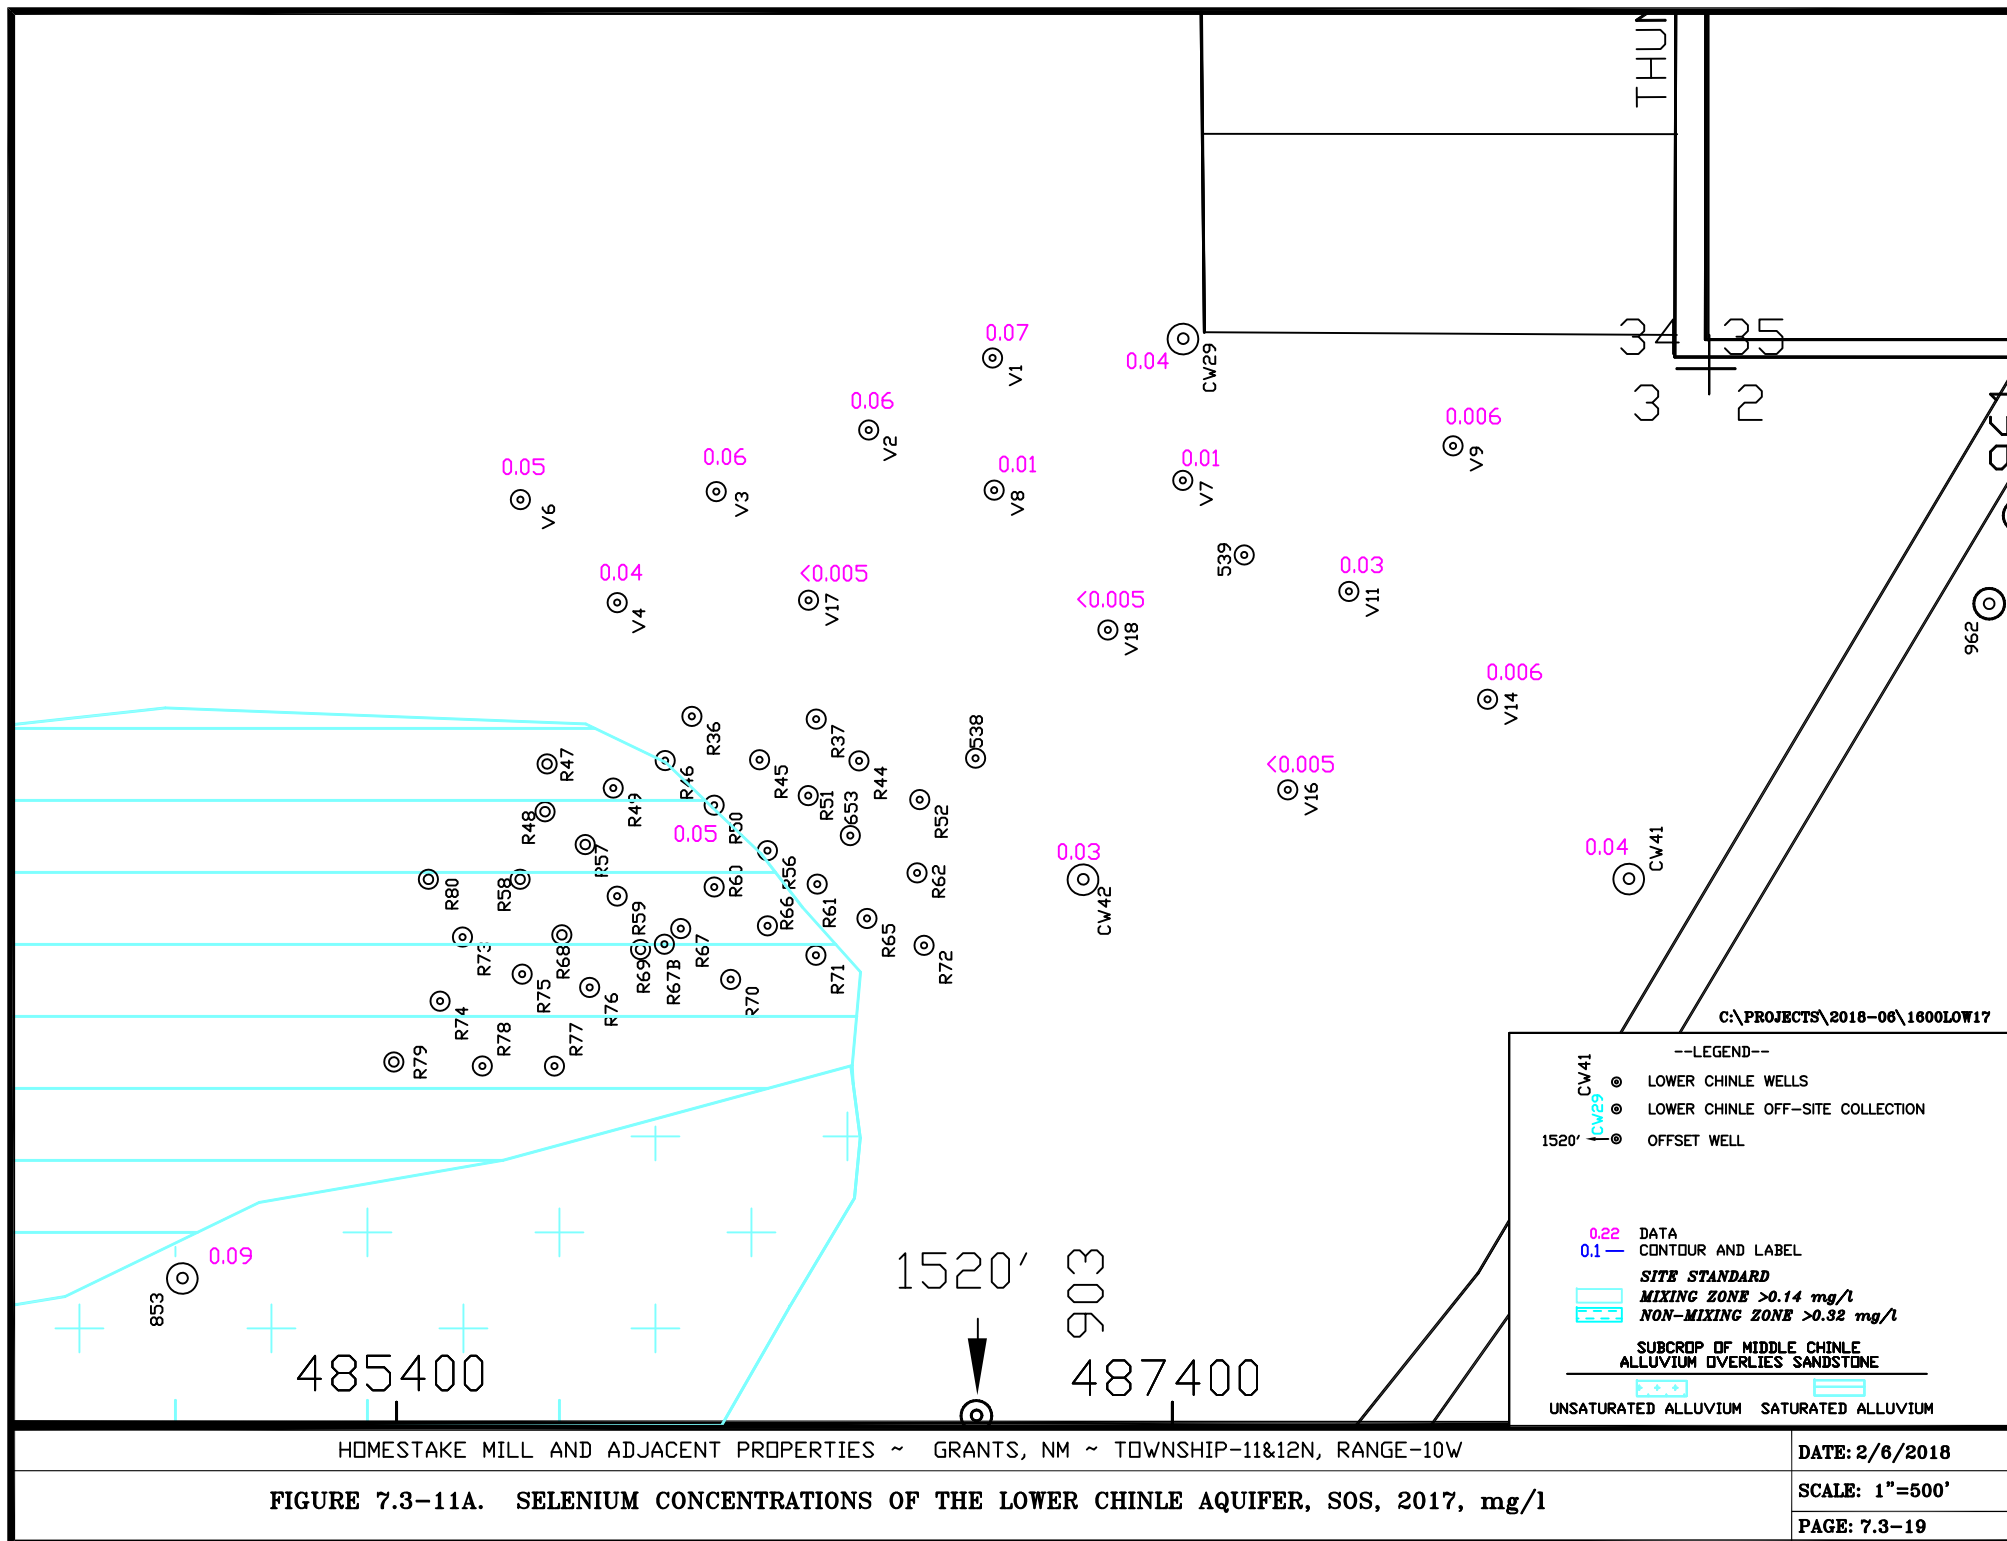 THUN
34 35
3 2
0.07
V1
0.04
CW29
0.06
V2
0.006
V9
0.05
V6
0.06
V3
0.01
V8
0.01
V7
539
0.03
V11
0.04
V4
<0.005
V17
<0.005
V18
962
0.006
V14
R36
R37
538
R47
R46
R45
R44
<0.005
V16
R49
R51
653
R52
R48
R50
0.05
R57
R56
0.03
CW42
0.04
CW41
R80
R58
R59
R60
R61
R62
R66
R65
R73
R68
R69
R67B
R67
R71
R72
R75
R76
R70
R74
R78
R77
R79
C:\PROJECTS\2018-06\1600LOW17
--LEGEND--
CW41
LOWER CHINLE WELLS
CW29
LOWER CHINLE OFF-SITE COLLECTION
1520' OFFSET WELL
0.22 DATA
0.1 CONTOUR AND LABEL
SITE STANDARD
MIXING ZONE >0.14 mg/l
NON-MIXING ZONE >0.32 mg/l
SUBCROP OF MIDDLE CHINLE
ALLUVIUM OVERLIES SANDSTONE
UNSATURATED ALLUVIUM SATURATED ALLUVIUM
0.09
853
1520' 903
485400 487400
HOMESTAKE MILL AND ADJACENT PROPERTIES ~ GRANTS, NM ~ TOWNSHIP-11&12N, RANGE-10W
DATE: 2/6/2018
FIGURE 7.3-11A. SELENIUM CONCENTRATIONS OF THE LOWER CHINLE AQUIFER, SOS, 2017, mg/l
SCALE: 1"=500'
PAGE: 7.3-19